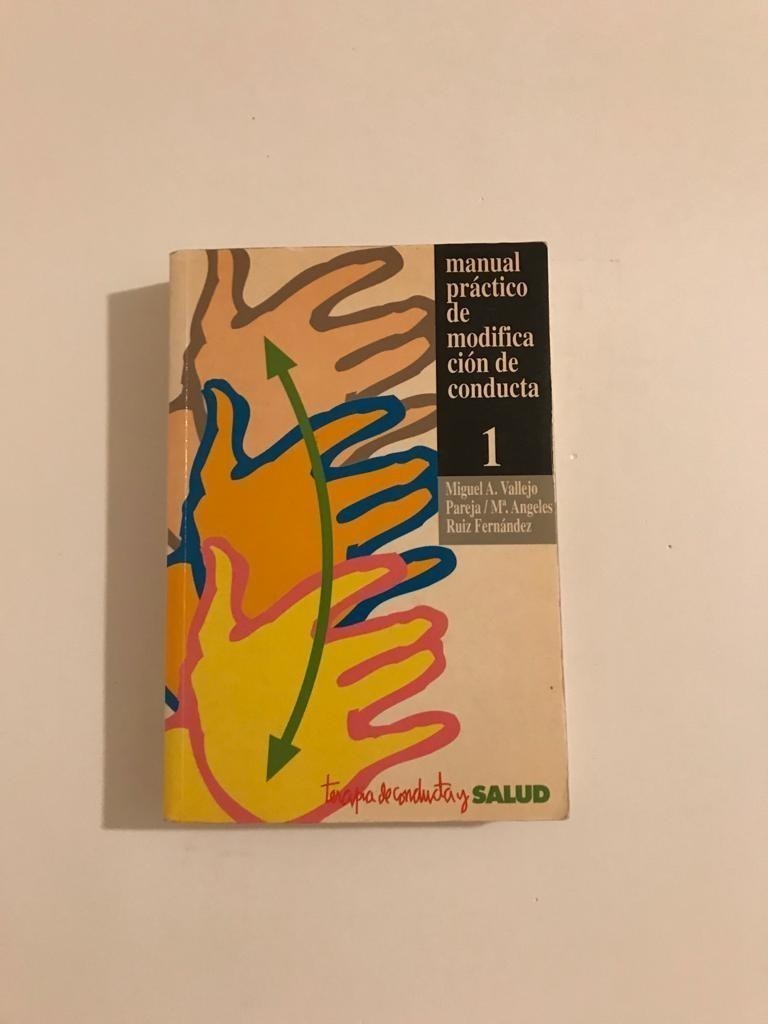 manual
práctico
de
modifica
ción de
conducta
1
Miguel A. Vallejo
Pareja / Mª. Angeles
Ruiz Fernández
terapia de conducta y SALUD